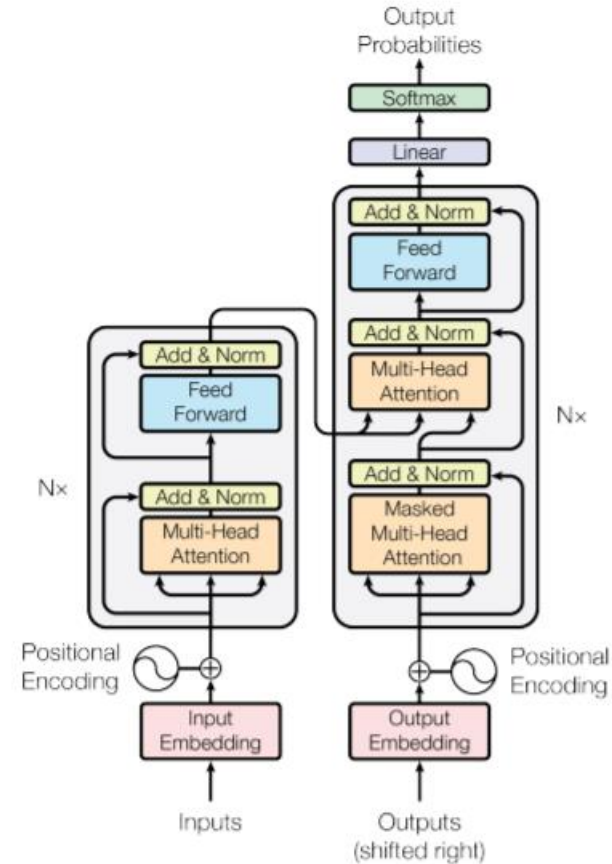 Output
Probabilities
Softmax
Linear
Add & Norm
Feed
Forward
Add & Norm
Multi-Head
Attention
Add & Norm
Masked
Multi-Head
Attention
Nx
Add & Norm
Feed
Forward
Add & Norm
Multi-Head
Attention
Nx
Positional
Encoding
Positional
Encoding
Input
Embedding
Output
Embedding
Inputs
Outputs
(shifted right)